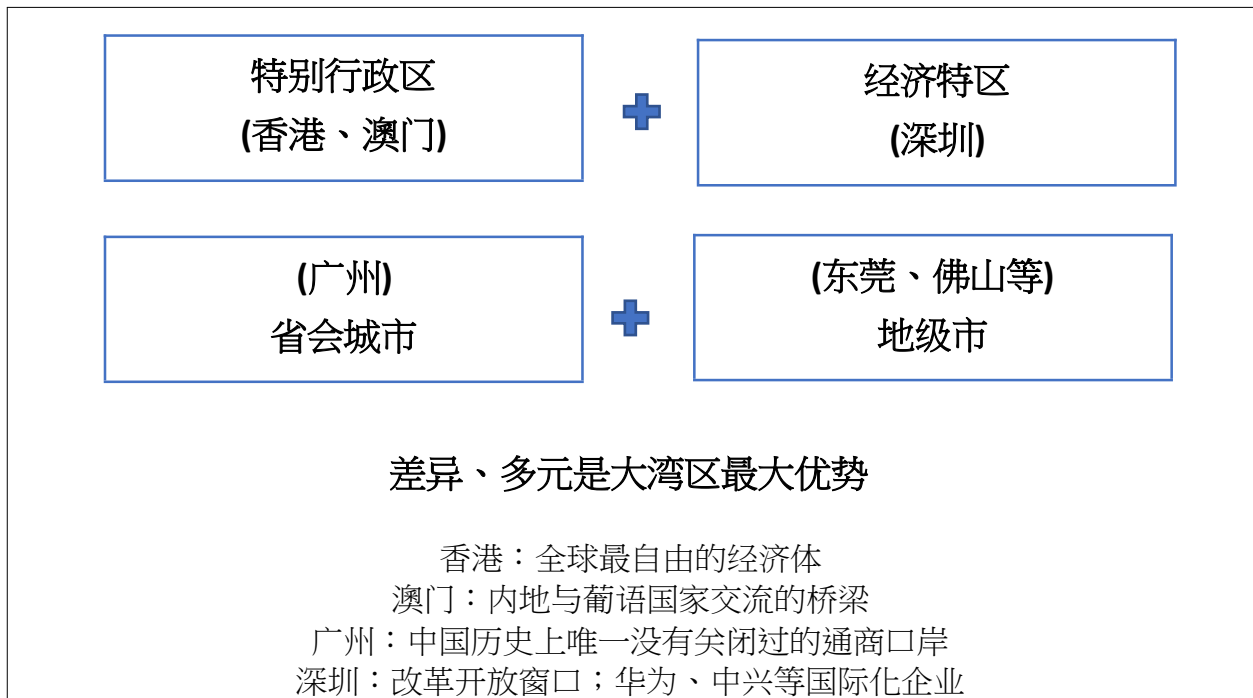 特别行政区
(香港、澳门)
经济特区
(深圳)
(广州)
省会城市
(东莞、佛山等)
地级市
差异、多元是大湾区最大优势
香港：全球最自由的经济体
澳门：内地与葡语国家交流的桥梁
广州：中国历史上唯一没有关闭过的通商口岸
深圳：改革开放窗口；华为、中兴等国际化企业